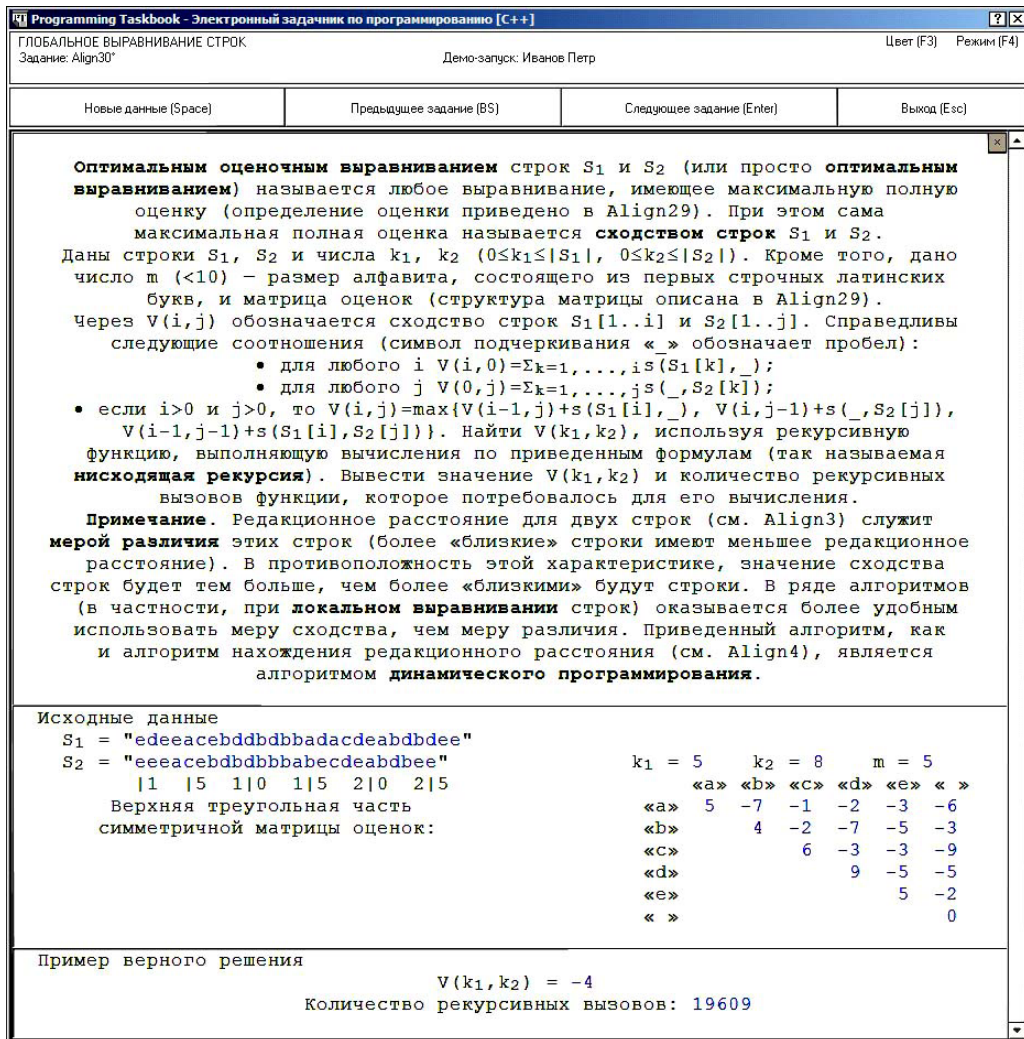 Programming Taskbook - Электронный задачник по программированию [C++]
ГЛОБАЛЬНОЕ ВЫРАВНИВАНИЕ СТРОК
Цвет (F3) Режим (F4)
Задание: Align30°
Демо-запуск: Иванов Петр
Новые данные (Space) Предыдущее задание (BS) Следующее задание (Enter) Выход (Esc)
Оптимальным оценочным выравниванием строк S₁ и S₂ (или просто оптимальным
выравниванием) называется любое выравнивание, имеющее максимальную полную
оценку (определение оценки приведено в Align29). При этом сама
максимальная полная оценка называется сходством строк S₁ и S₂.
Даны строки S₁, S₂ и числа k₁, k₂ (0≤k₁≤|S₁|, 0≤k₂≤|S₂|). Кроме того, дано
число m (<10) — размер алфавита, состоящего из первых строчных латинских
букв, и матрица оценок (структура матрицы описана в Align29).
Через V(i,j) обозначается сходство строк S₁[1..i] и S₂[1..j]. Справедливы
следующие соотношения (символ подчеркивания «_» обозначает пробел):
• для любого i V(i,0)=Σk=1,...,is(S₁[k],_);
• для любого j V(0,j)=Σk=1,...,js(_,S₂[k]);
• если i>0 и j>0, то V(i,j)=max{V(i-1,j)+s(S₁[i],_), V(i,j-1)+s(_,S₂[j]),
V(i-1,j-1)+s(S₁[i],S₂[j])}. Найти V(k₁,k₂), используя рекурсивную
функцию, выполняющую вычисления по приведенным формулам (так называемая
нисходящая рекурсия). Вывести значение V(k₁,k₂) и количество рекурсивных
вызовов функции, которое потребовалось для его вычисления.
Примечание. Редакционное расстояние для двух строк (см. Align3) служит
мерой различия этих строк (более «близкие» строки имеют меньшее редакционное
расстояние). В противоположность этой характеристике, значение сходства
строк будет тем больше, чем более «близкими» будут строки. В ряде алгоритмов
(в частности, при локальном выравнивании строк) оказывается более удобным
использовать меру сходства, чем меру различия. Приведенный алгоритм, как
и алгоритм нахождения редакционного расстояния (см. Align4), является
алгоритмом динамического программирования.
Исходные данные
S₁ = "edeeacebddbdbbadacdeabdbdee"
S₂ = "eeeacebdbdbbbabecdeabdbee" k₁ = 5 k₂ = 8 m = 5
|1 |5 1|0 1|5 2|0 2|5 «a» «b» «c» «d» «e» « »
Верхняя треугольная часть «a» 5 -7 -1 -2 -3 -6
симметричной матрицы оценок: «b» 4 -2 -7 -5 -3
«c» 6 -3 -3 -9
«d» 9 -5 -5
«e» 5 -2
« » 0
Пример верного решения
V(k₁,k₂) = -4
Количество рекурсивных вызовов: 19609